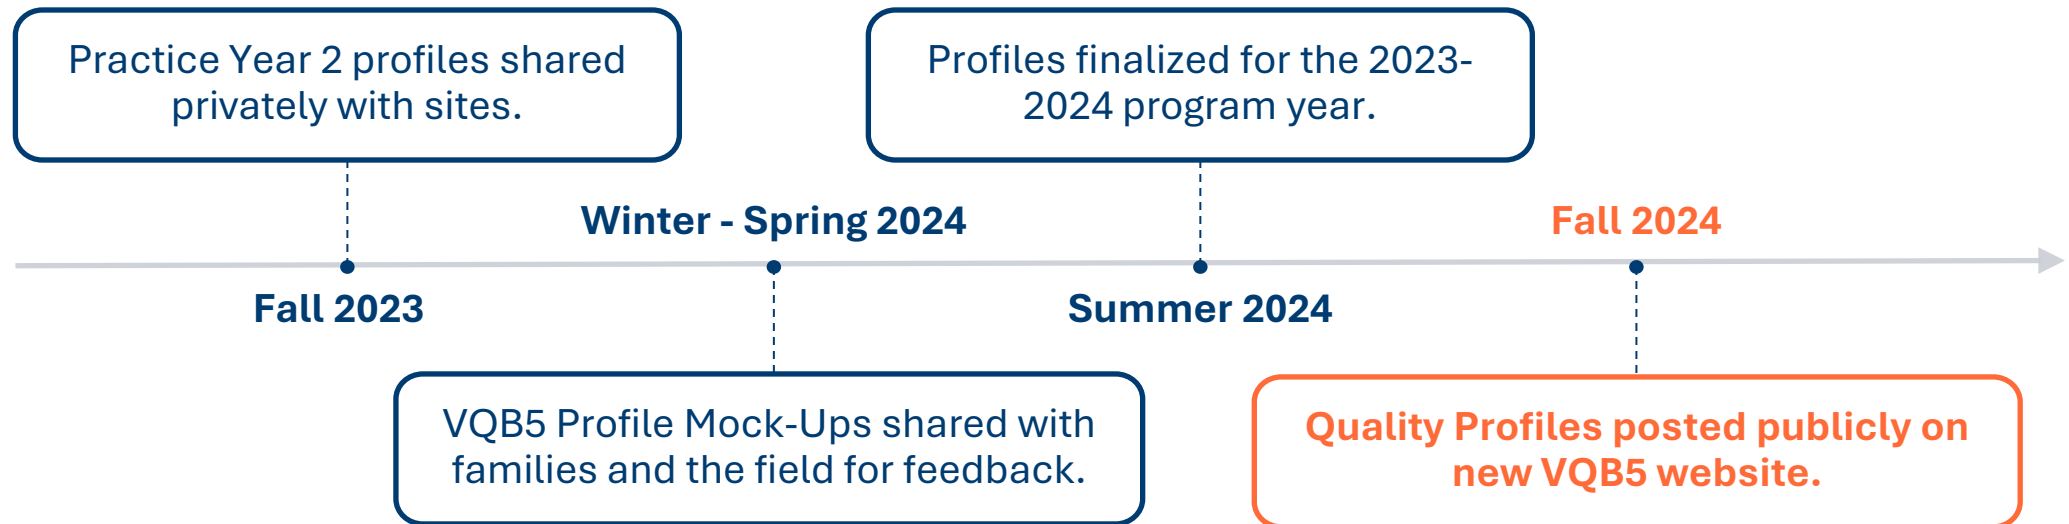 Practice Year 2 profiles shared
privately with sites.
Profiles finalized for the 2023-
2024 program year.
Winter - Spring 2024
Fall 2024
Fall 2023
Summer 2024
VQB5 Profile Mock-Ups shared with
families and the field for feedback.
Quality Profiles posted publicly on
new VQB5 website.